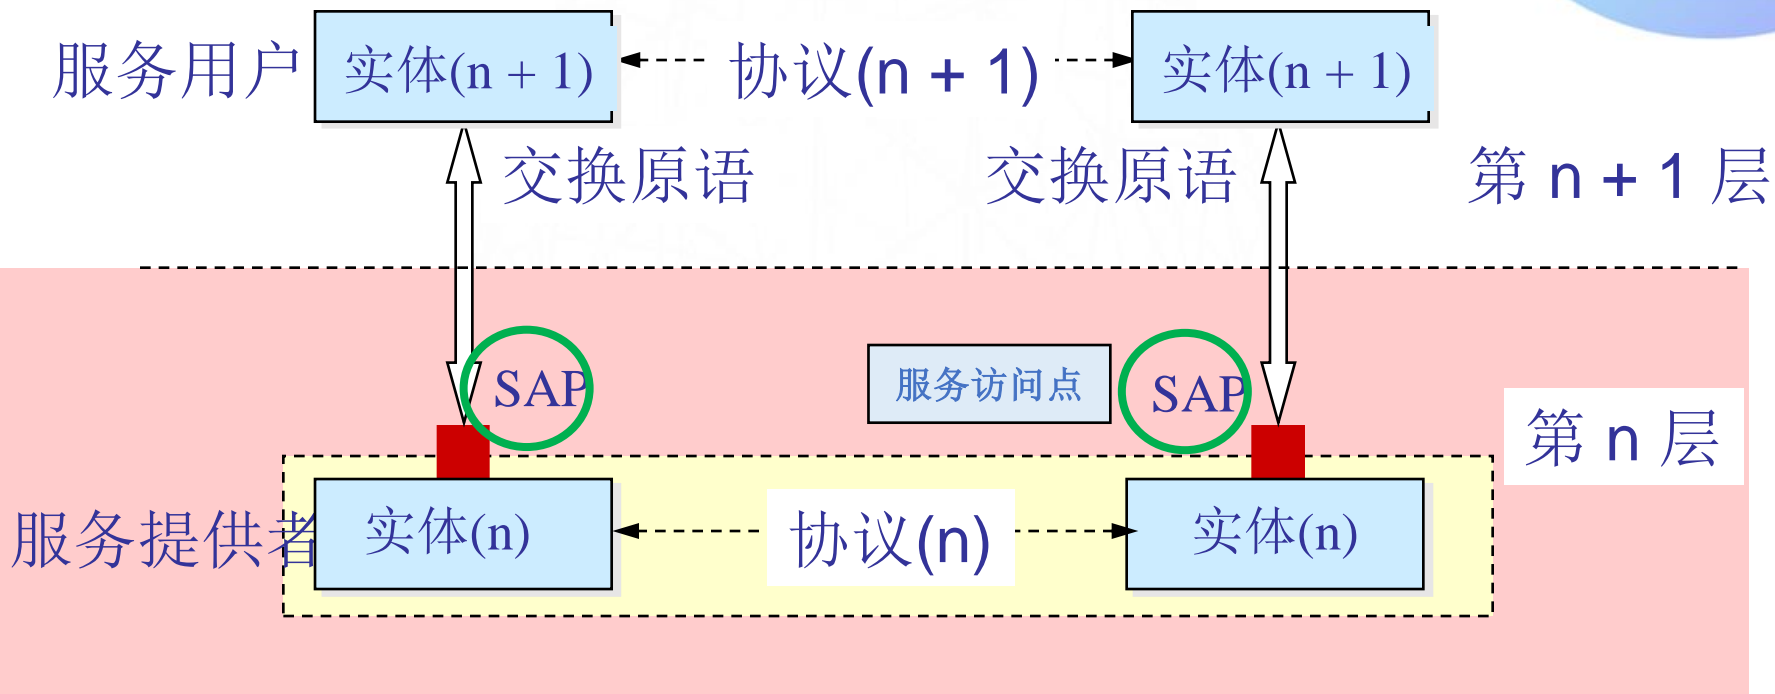 服务用户 实体(n + 1) 协议(n + 1) 实体(n + 1)
交换原语 交换原语 第 n + 1 层
SAP 服务访问点 SAP
第 n 层
服务提供者 实体(n) 协议(n) 实体(n)